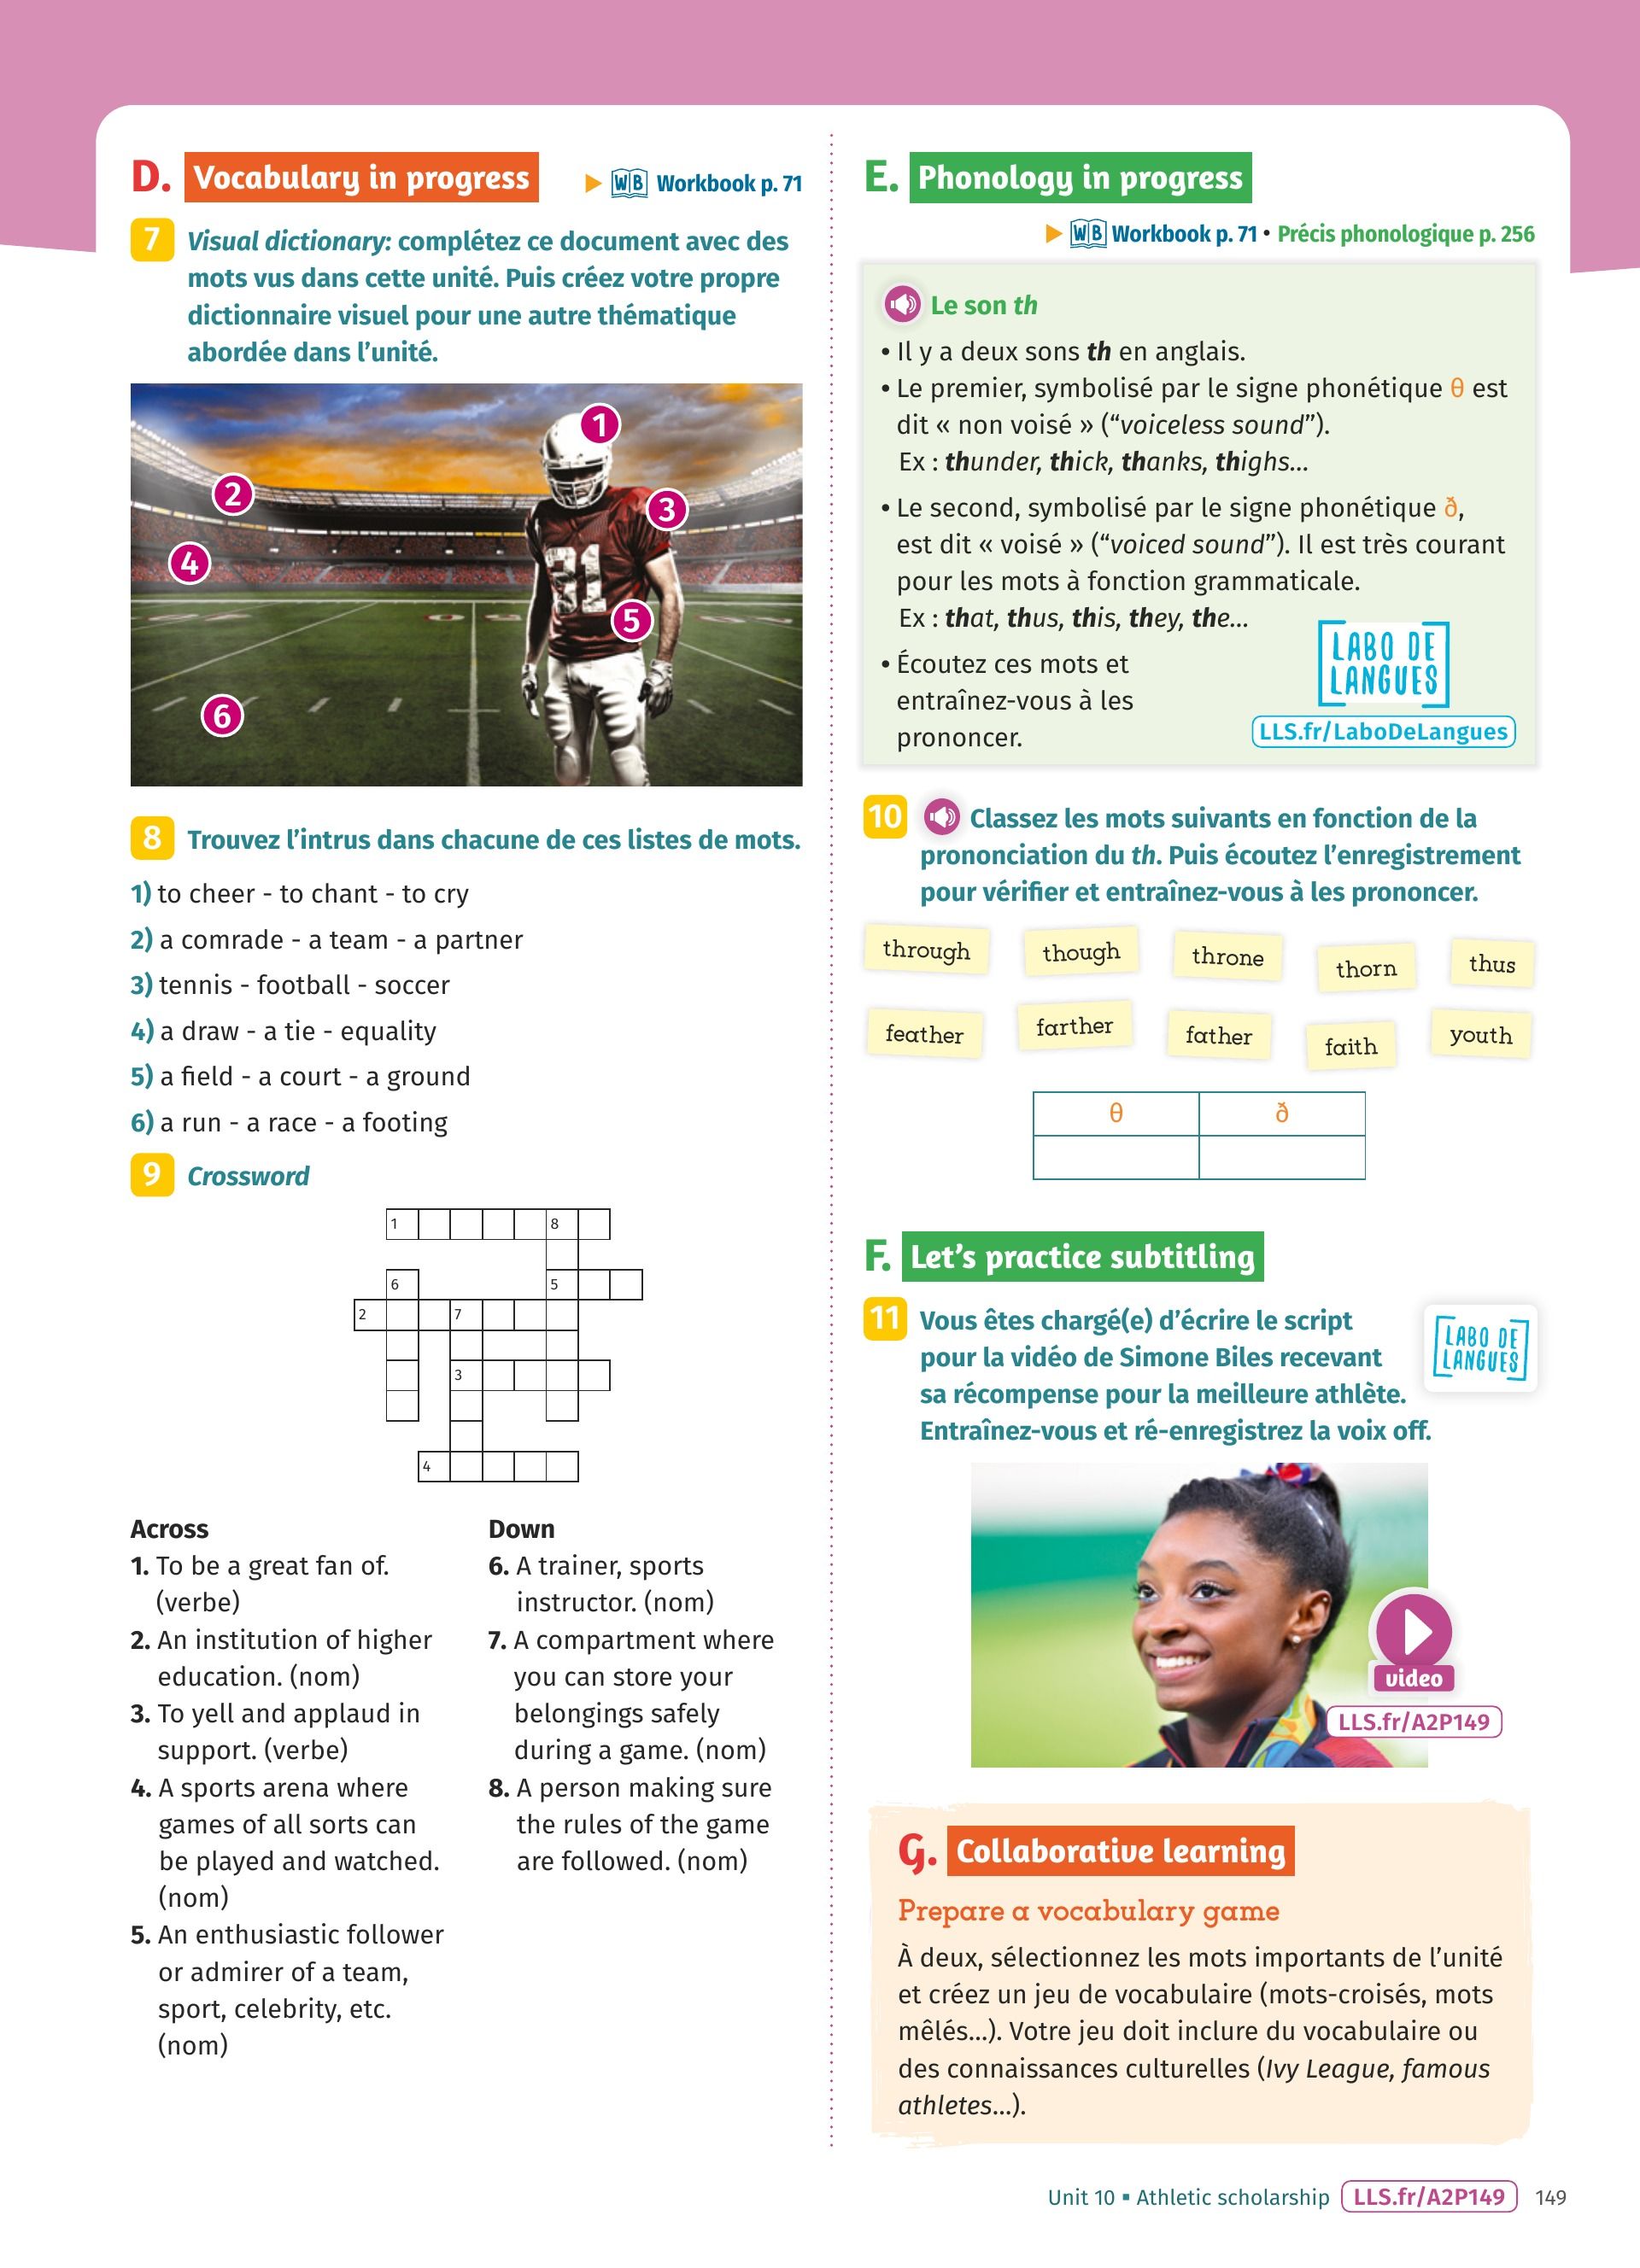 D. Vocabulary in progress
WB Workbook p. 71
7 Visual dictionary: complétez ce document avec des
mots vus dans cette unité. Puis créez votre propre
dictionnaire visuel pour une autre thématique
abordée dans l’unité.
1
2
3
4
31
5
6
8 Trouvez l’intrus dans chacune de ces listes de mots.
1) to cheer - to chant - to cry
2) a comrade - a team - a partner
3) tennis - football - soccer
4) a draw - a tie - equality
5) a field - a court - a ground
6) a run - a race - a footing
9 Crossword
1 8
6 5
2 7
3
4
Across
1. To be a great fan of.
(verbe)
2. An institution of higher
education. (nom)
3. To yell and applaud in
support. (verbe)
4. A sports arena where
games of all sorts can
be played and watched.
(nom)
5. An enthusiastic follower
or admirer of a team,
sport, celebrity, etc.
(nom)
Down
6. A trainer, sports
instructor. (nom)
7. A compartment where
you can store your
belongings safely
during a game. (nom)
8. A person making sure
the rules of the game
are followed. (nom)
E. Phonology in progress
WB Workbook p. 71 • Précis phonologique p. 256
Le son th
• Il y a deux sons th en anglais.
• Le premier, symbolisé par le signe phonétique θ est
dit « non voisé » (“voiceless sound”).
Ex : thunder, thick, thanks, thighs...
• Le second, symbolisé par le signe phonétique ð,
est dit « voisé » (“voiced sound”). Il est très courant
pour les mots à fonction grammaticale.
Ex : that, thus, this, they, the...
• Écoutez ces mots et
entraînez-vous à les
prononcer.
LABO DE
LANGUES
LLS.fr/LaboDeLangues
10 Classez les mots suivants en fonction de la
prononciation du th. Puis écoutez l’enregistrement
pour vérifier et entraînez-vous à les prononcer.
through though throne thorn thus
feather farther father faith youth
θ ð
F. Let’s practice subtitling
11 Vous êtes chargé(e) d’écrire le script
pour la vidéo de Simone Biles recevant
sa récompense pour la meilleure athlète.
Entraînez-vous et ré-enregistrez la voix off.
LABO DE
LANGUES
video
LLS.fr/A2P149
G. Collaborative learning
Prepare a vocabulary game
À deux, sélectionnez les mots importants de l’unité
et créez un jeu de vocabulaire (mots-croisés, mots
mêlés...). Votre jeu doit inclure du vocabulaire ou
des connaissances culturelles (Ivy League, famous
athletes...).
Unit 10 ▪ Athletic scholarship LLS.fr/A2P149 149